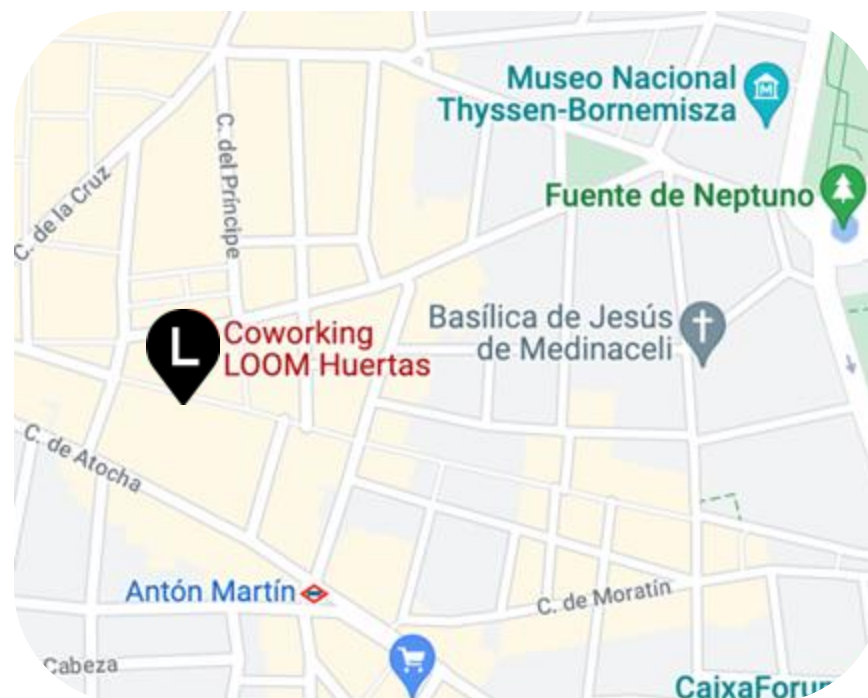 Museo Nacional
Thyssen-Bornemisza
C. del Príncipe
C. de la Cruz
Fuente de Neptuno
L
Coworking
LOOM Huertas
Basílica de Jesús
de Medinaceli
C. de Atocha
Antón Martín
C. de Moratín
Cabeza